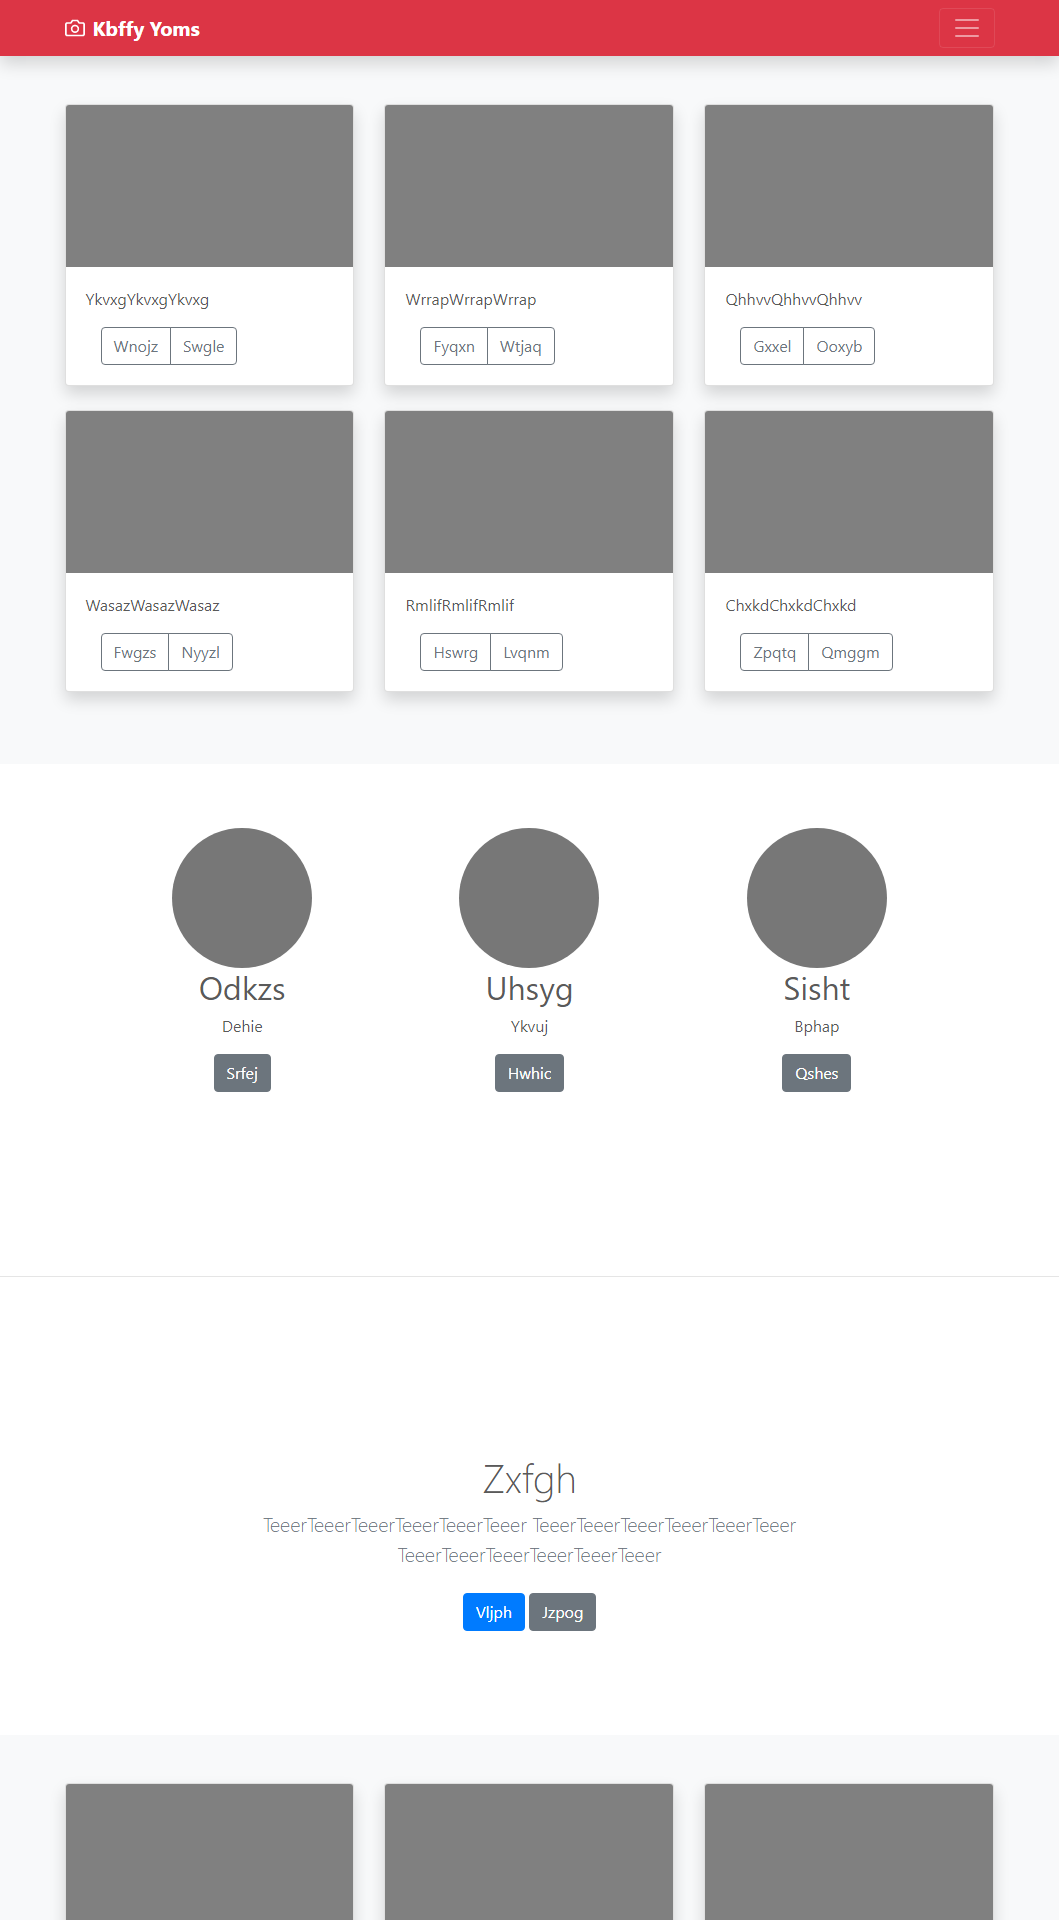 Kbffy Yoms
YkvxgYkvxgYkvxg
Wnojz Swgle
WrrapWrrapWrrap
Fyqxn Wtjaq
QhhvvQhhvvQhhvv
Gxxel Ooxyb
WasazWasazWasaz
Fwgzs Nyyzl
RmlifRmlifRmlif
Hswrg Lvqnm
ChxkdChxkdChxkd
Zpqtq Qmggm
Odkzs
Dehie
Srfej
Uhsyg
Ykvuj
Hwhic
Sisht
Bphap
Qshes
Zxfgh
TeeerTeeerTeeerTeeerTeeerTeeer TeeerTeeerTeeerTeeerTeeerTeeer
TeeerTeeerTeeerTeeerTeeerTeeer
Vljph Jzpog